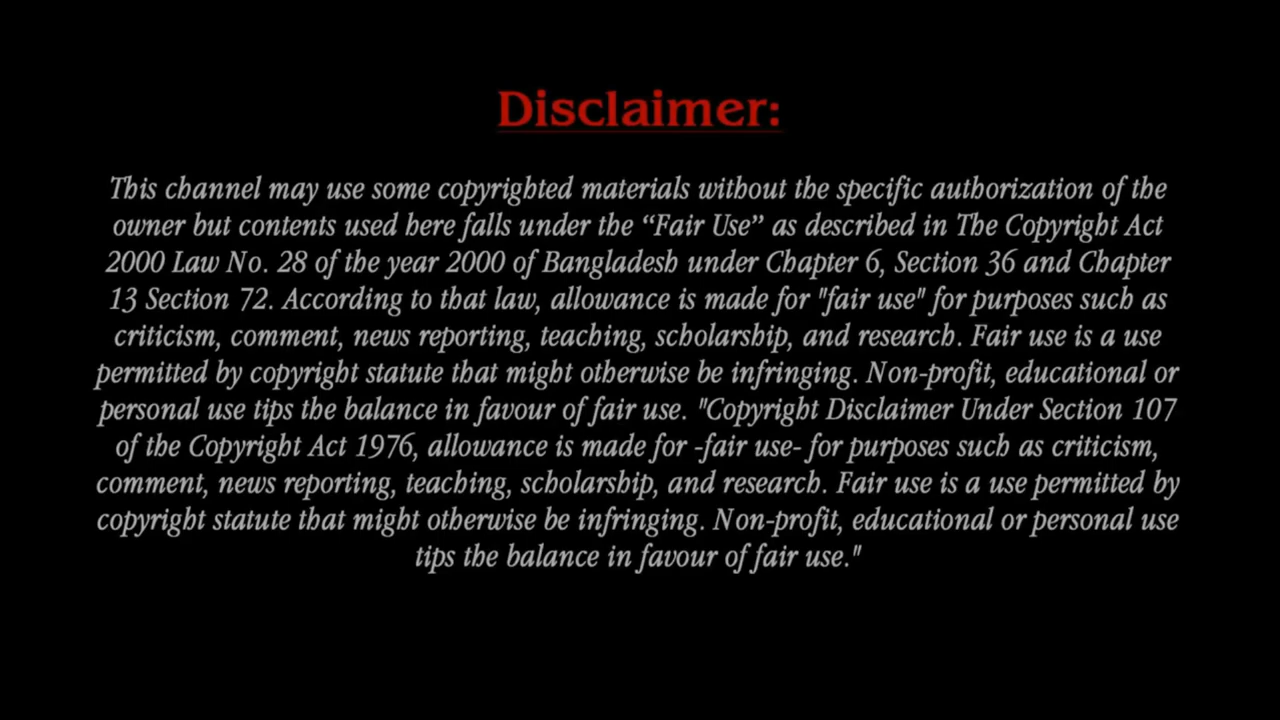 Disclaimer:
This channel may use some copyrighted materials without the specific authorization of the
owner but contents used here falls under the “Fair Use” as described in The Copyright Act
2000 Law No. 28 of the year 2000 of Bangladesh under Chapter 6, Section 36 and Chapter
13 Section 72. According to that law, allowance is made for "fair use" for purposes such as
criticism, comment, news reporting, teaching, scholarship, and research. Fair use is a use
permitted by copyright statute that might otherwise be infringing. Non-profit, educational or
personal use tips the balance in favour of fair use. "Copyright Disclaimer Under Section 107
of the Copyright Act 1976, allowance is made for -fair use- for purposes such as criticism,
comment, news reporting, teaching, scholarship, and research. Fair use is a use permitted by
copyright statute that might otherwise be infringing. Non-profit, educational or personal use
tips the balance in favour of fair use."